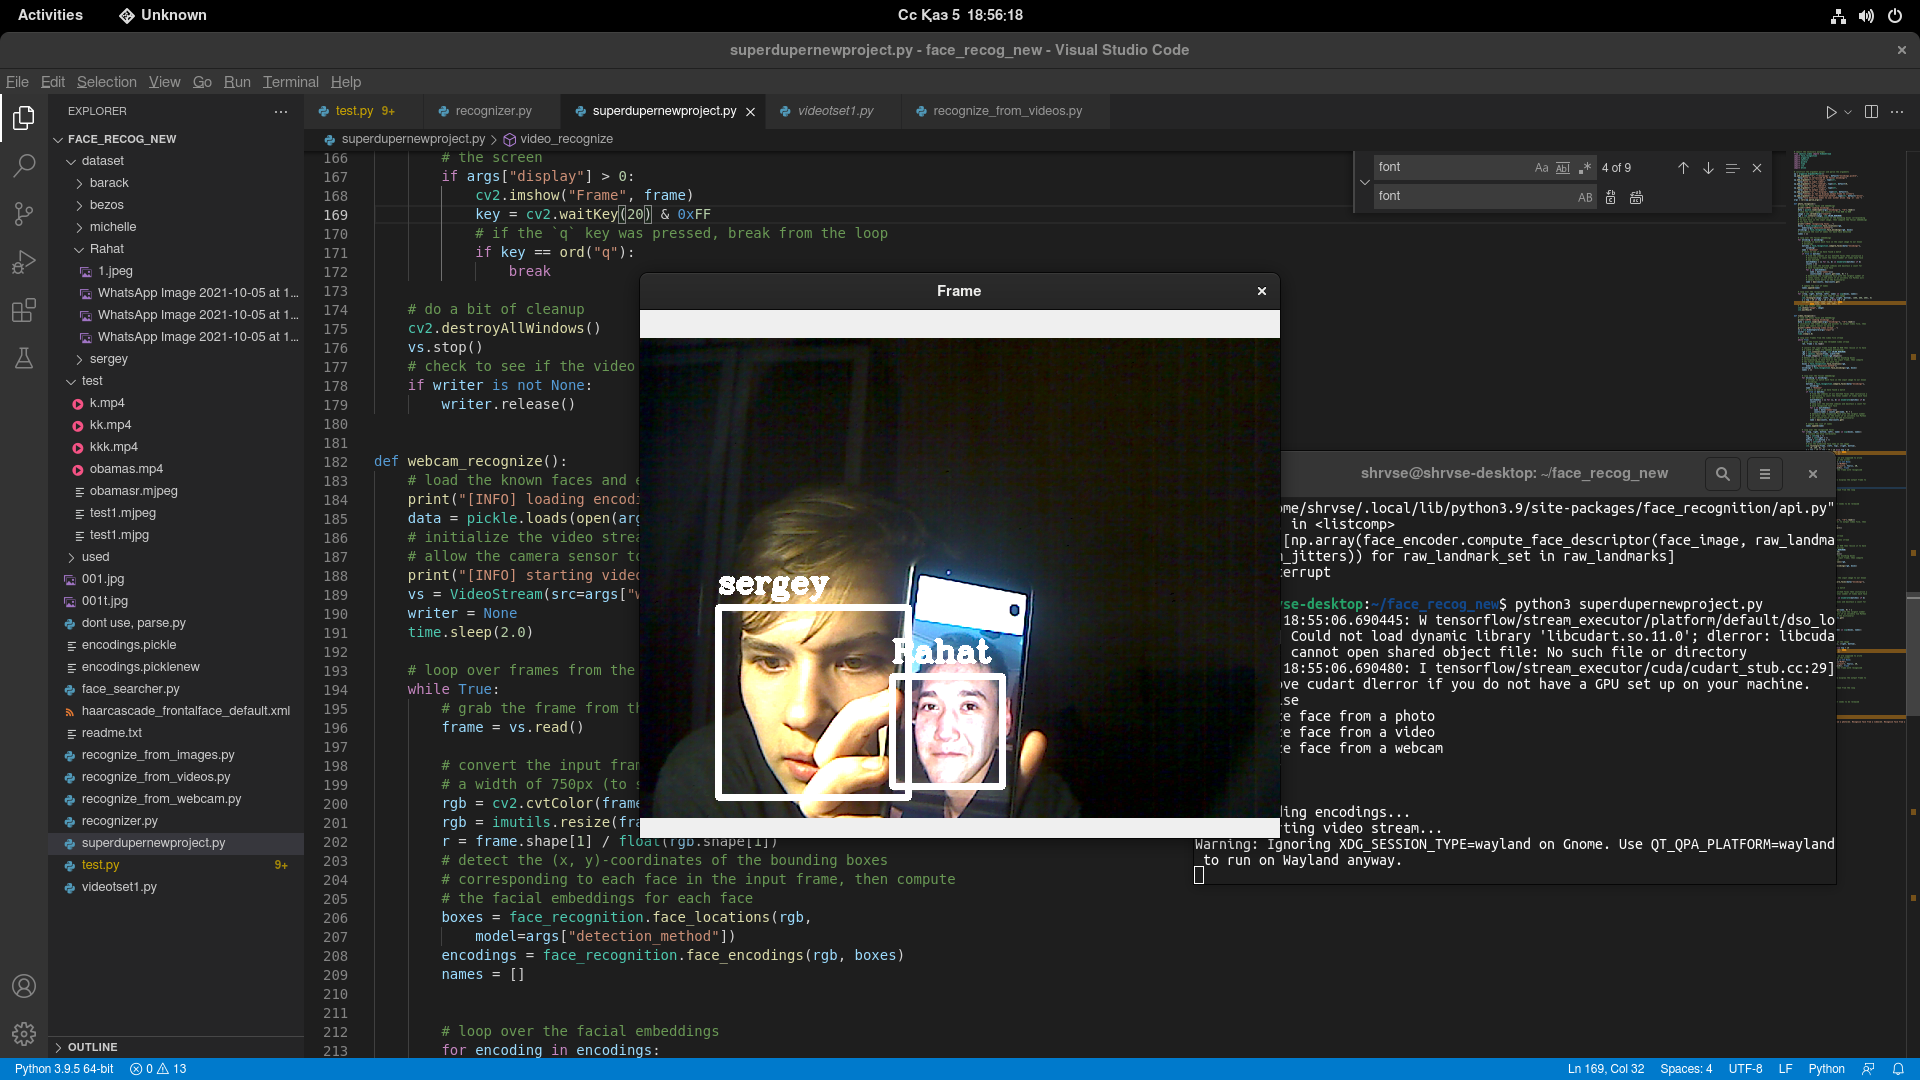 Activities
Unknown
Сс Қаз 5 18:56:18
superdupernewproject.py - face_recog_new - Visual Studio Code
File Edit Selection View Go Run Terminal Help
EXPLORER
FACE_RECOG_NEW
dataset
barack
bezos
michelle
Rahat
1.jpeg
WhatsApp Image 2021-10-05 at 1...
WhatsApp Image 2021-10-05 at 1...
WhatsApp Image 2021-10-05 at 1...
sergey
test
k.mp4
kk.mp4
kkk.mp4
obamas.mp4
obamasr.mjpeg
test1.mjpeg
test1.mjpg
used
001.jpg
001t.jpg
dont use, parse.py
encodings.pickle
encodings.picklenew
face_searcher.py
haarcascade_frontalface_default.xml
readme.txt
recognize_from_images.py
recognize_from_videos.py
recognize_from_webcam.py
recognizer.py
superdupernewproject.py
test.py 9+
videotset1.py
OUTLINE
test.py 9+
recognizer.py
superdupernewproject.py
videotset1.py
recognize_from_videos.py
superdupernewproject.py > video_recognize
font
Aa Abl .* 4 of 9
font
AB
166 # the screen
167 if args["display"] > 0:
168 cv2.imshow("Frame", frame)
169 key = cv2.waitKey(20) & 0xFF
170 # if the `q` key was pressed, break from the loop
171 if key == ord("q"):
172 break
173
174 # do a bit of cleanup
175 cv2.destroyAllWindows()
176 vs.stop()
177 # check to see if the video
178 if writer is not None:
179 writer.release()
180
181
182 def webcam_recognize():
183 # load the known faces and e
184 print("[INFO] loading encodi
185 data = pickle.loads(open(arg
186 # initialize the video strea
187 # allow the camera sensor to
188 print("[INFO] starting video
189 vs = VideoStream(src=args["w
190 writer = None
191 time.sleep(2.0)
192
193 # loop over frames from the
194 while True:
195 # grab the frame from th
196 frame = vs.read()
197
198 # convert the input fram
199 # a width of 750px (to s
200 rgb = cv2.cvtColor(frame
201 rgb = imutils.resize(fra
202 r = frame.shape[1] / float(rgb.shape[1])
203 # detect the (x, y)-coordinates of the bounding boxes
204 # corresponding to each face in the input frame, then compute
205 # the facial embeddings for each face
206 boxes = face_recognition.face_locations(rgb,
207 model=args["detection_method"])
208 encodings = face_recognition.face_encodings(rgb, boxes)
209 names = []
210
211
212 # loop over the facial embeddings
213 for encoding in encodings:
Frame
sergey
Rahat
shrvse@shrvse-desktop: ~/face_recog_new
me/shrvse/.local/lib/python3.9/site-packages/face_recognition/api.py"
in <listcomp>
[np.array(face_encoder.compute_face_descriptor(face_image, raw_landma
_jitters)) for raw_landmark_set in raw_landmarks]
terrupt
vse-desktop:~/face_recog_new$ python3 superdupernewproject.py
18:55:06.690445: W tensorflow/stream_executor/platform/default/dso_lo
Could not load dynamic library 'libcudart.so.11.0'; dlerror: libcuda
cannot open shared object file: No such file or directory
18:55:06.690480: I tensorflow/stream_executor/cuda/cudart_stub.cc:29]
ve cudart dlerror if you do not have a GPU set up on your machine.
se
e face from a photo
e face from a video
e face from a webcam
ding encodings...
rting video stream...
Warning: Ignoring XDG_SESSION_TYPE=wayland on Gnome. Use QT_QPA_PLATFORM=wayland
to run on Wayland anyway.
Python 3.9.5 64-bit
0 13
Ln 169, Col 32
Spaces: 4
UTF-8
LF
Python